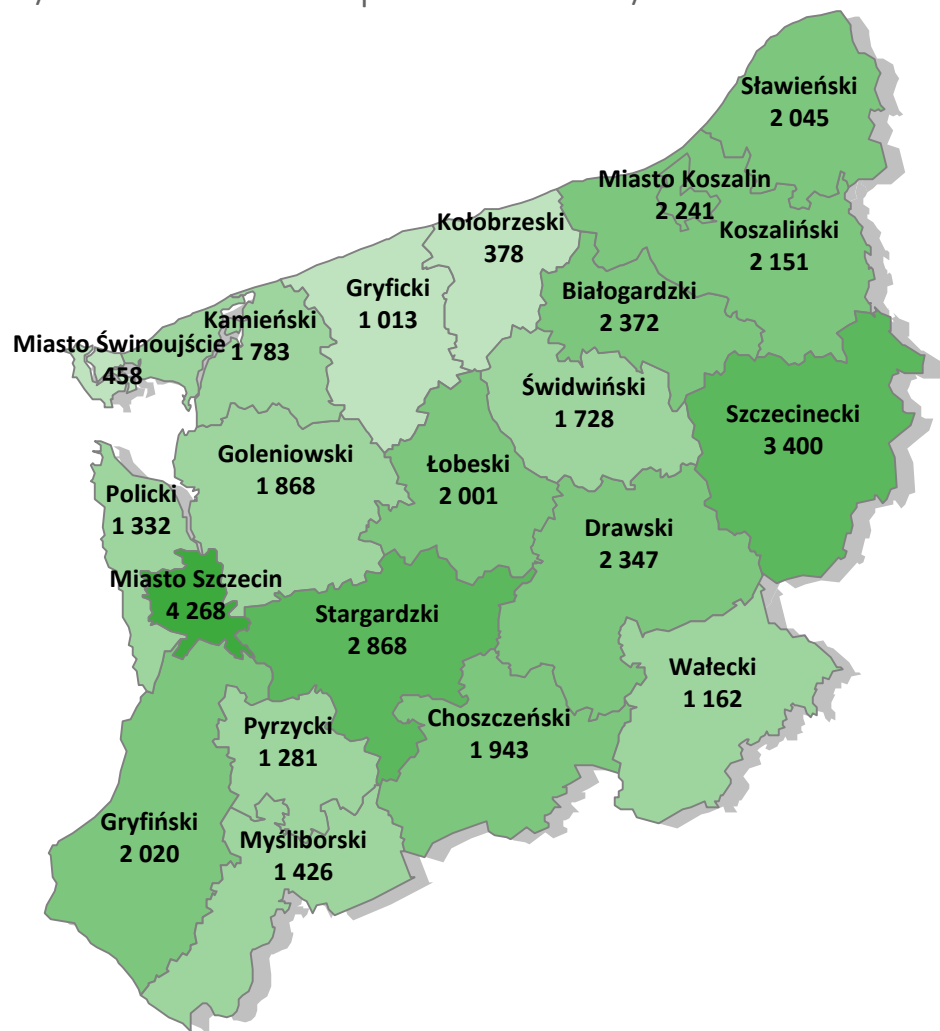 Sławieński
2 045
Miasto Koszalin
2 241
Koszaliński
2 151
Kołobrzeski
378
Gryficki
1 013
Białogardzki
2 372
Kamieński
1 783
Miasto Świnoujście
458
Świdwiński
1 728
Szczecinecki
3 400
Goleniowski
1 868
Łobeski
2 001
Policki
1 332
Drawski
2 347
Miasto Szczecin
4 268
Stargardzki
2 868
Wałecki
1 162
Choszczeński
1 943
Pyrzycki
1 281
Gryfiński
2 020
Myśliborski
1 426